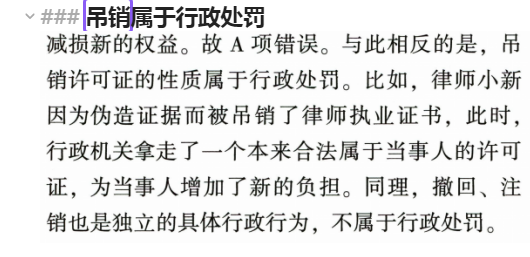 ### 吊销属于行政处罚
减损新的权益。故 A 项错误。与此相反的是，吊
销许可证的性质属于行政处罚。比如，律师小新
因为伪造证据而被吊销了律师执业证书，此时，
行政机关拿走了一个本来合法属于当事人的许可
证，为当事人增加了新的负担。同理，撤回、注
销也是独立的具体行政行为，不属于行政处罚。